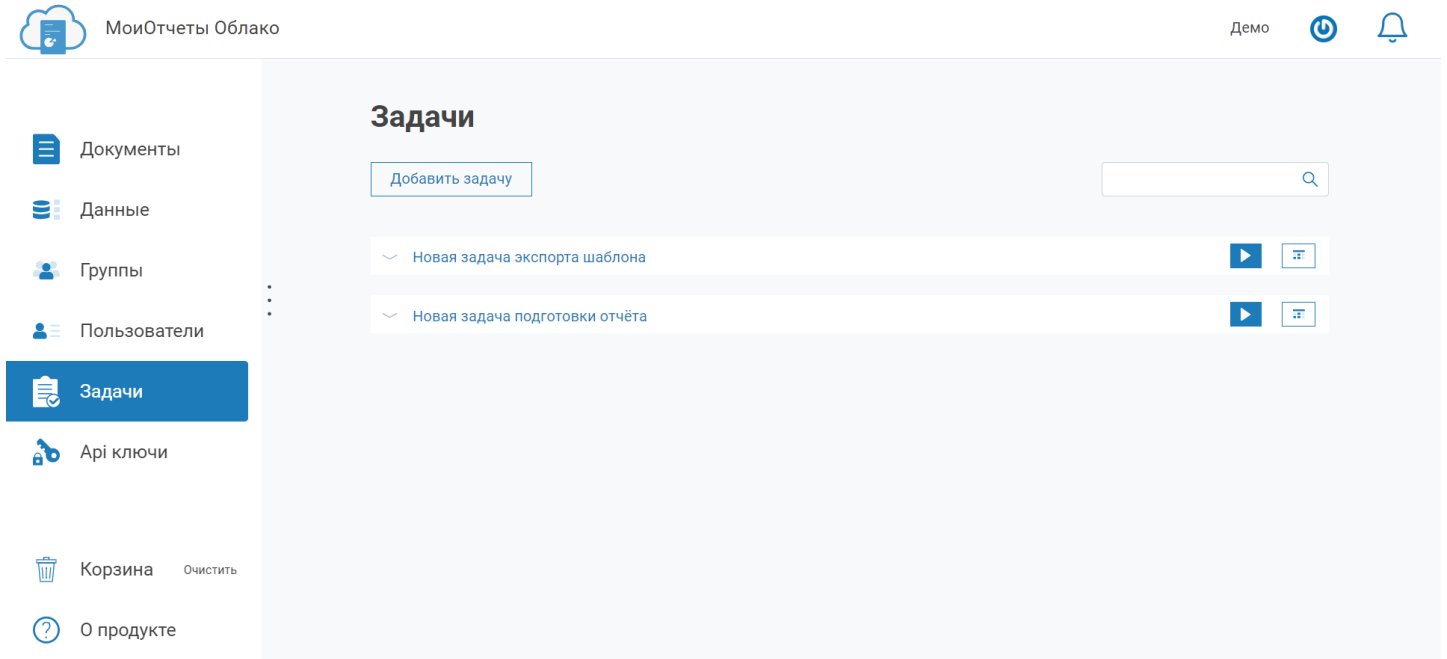 МоиОтчеты Облако
Демо
Документы
Данные
Группы
Пользователи
Задачи
Api ключи
Корзина
Очистить
О продукте
Задачи
Добавить задачу
Новая задача экспорта шаблона
Новая задача подготовки отчёта